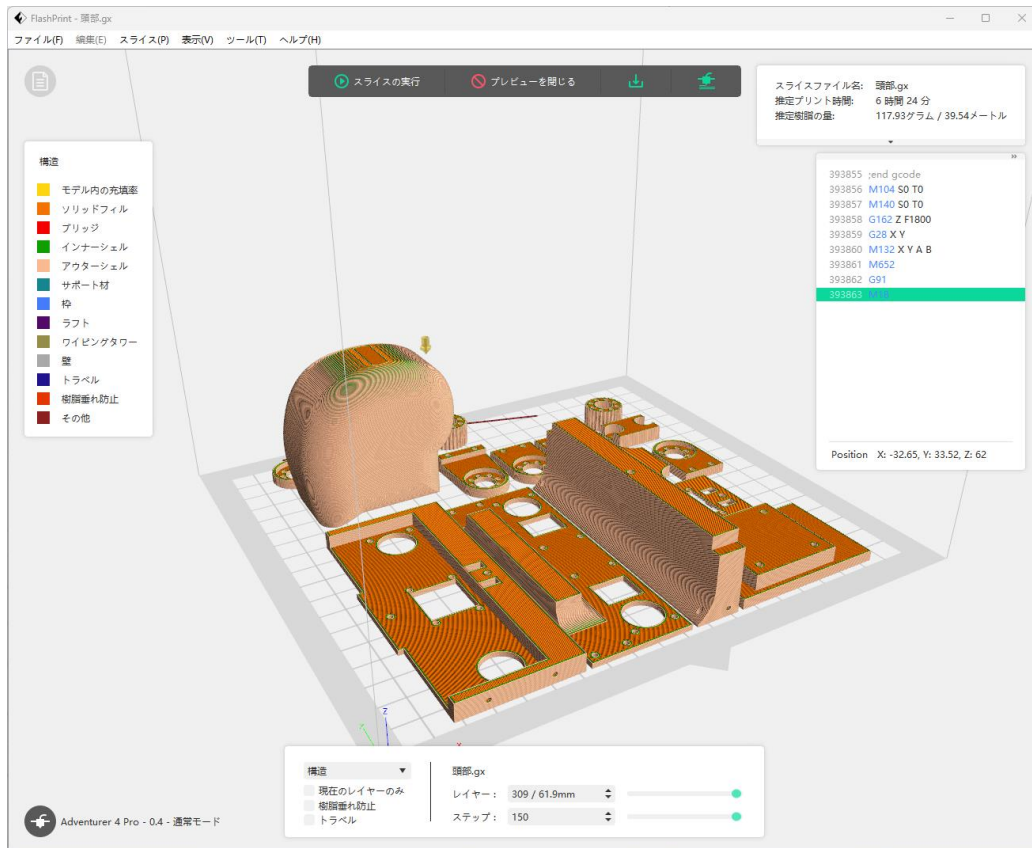 FlashPrint - 頭部.gx
ファイル(F) 編集(E) スライス(P) 表示(V) ツール(T) ヘルプ(H)
スライスの実行 プレビューを閉じる
スライスファイル名: 頭部.gx
推定プリント時間: 6 時間 24 分
推定樹脂の量: 117.93グラム / 39.54メートル
構造
モデル内の充填率
ソリッドフィル
ブリッジ
インナーシェル
アウターシェル
サポート材
枠
ラフト
ワイピングタワー
壁
トラベル
樹脂垂れ防止
その他
393855 ;end gcode
393856 M104 S0 T0
393857 M140 S0 T0
393858 G162 Z F1800
393859 G28 X Y
393860 M132 X Y A B
393861 M652
393862 G91
393863 M18
Position X: -32.65, Y: 33.52, Z: 62
Z
構造
現在のレイヤーのみ
樹脂垂れ防止
トラベル
頭部.gx
レイヤー: 309 / 61.9mm
ステップ: 150
Adventurer 4 Pro - 0.4 - 通常モード